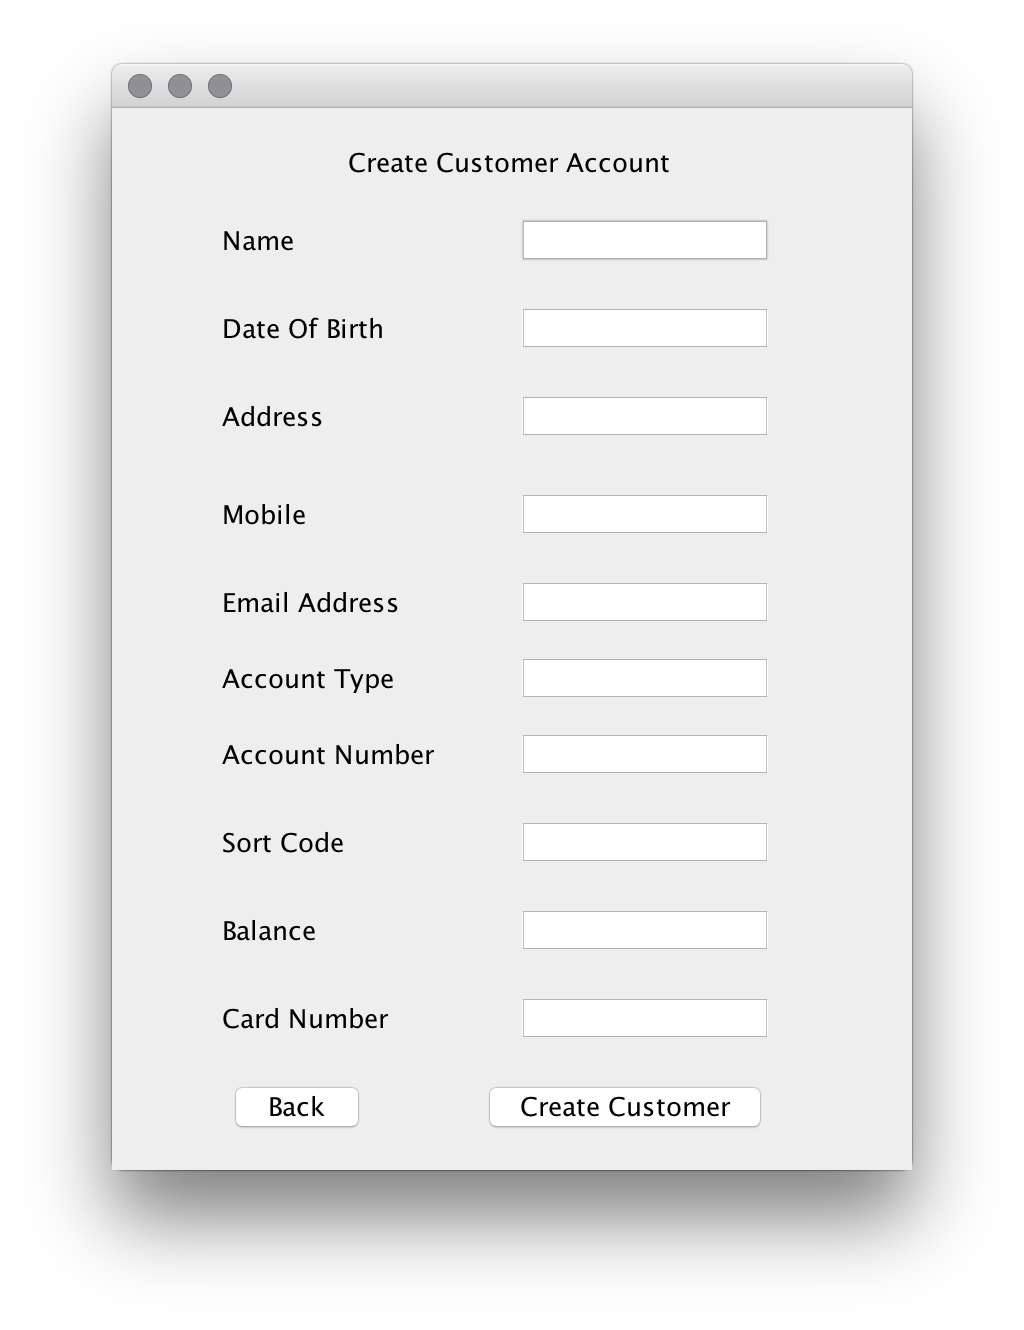 Create Customer Account
Name
Date Of Birth
Address
Mobile
Email Address
Account Type
Account Number
Sort Code
Balance
Card Number
Back
Create Customer